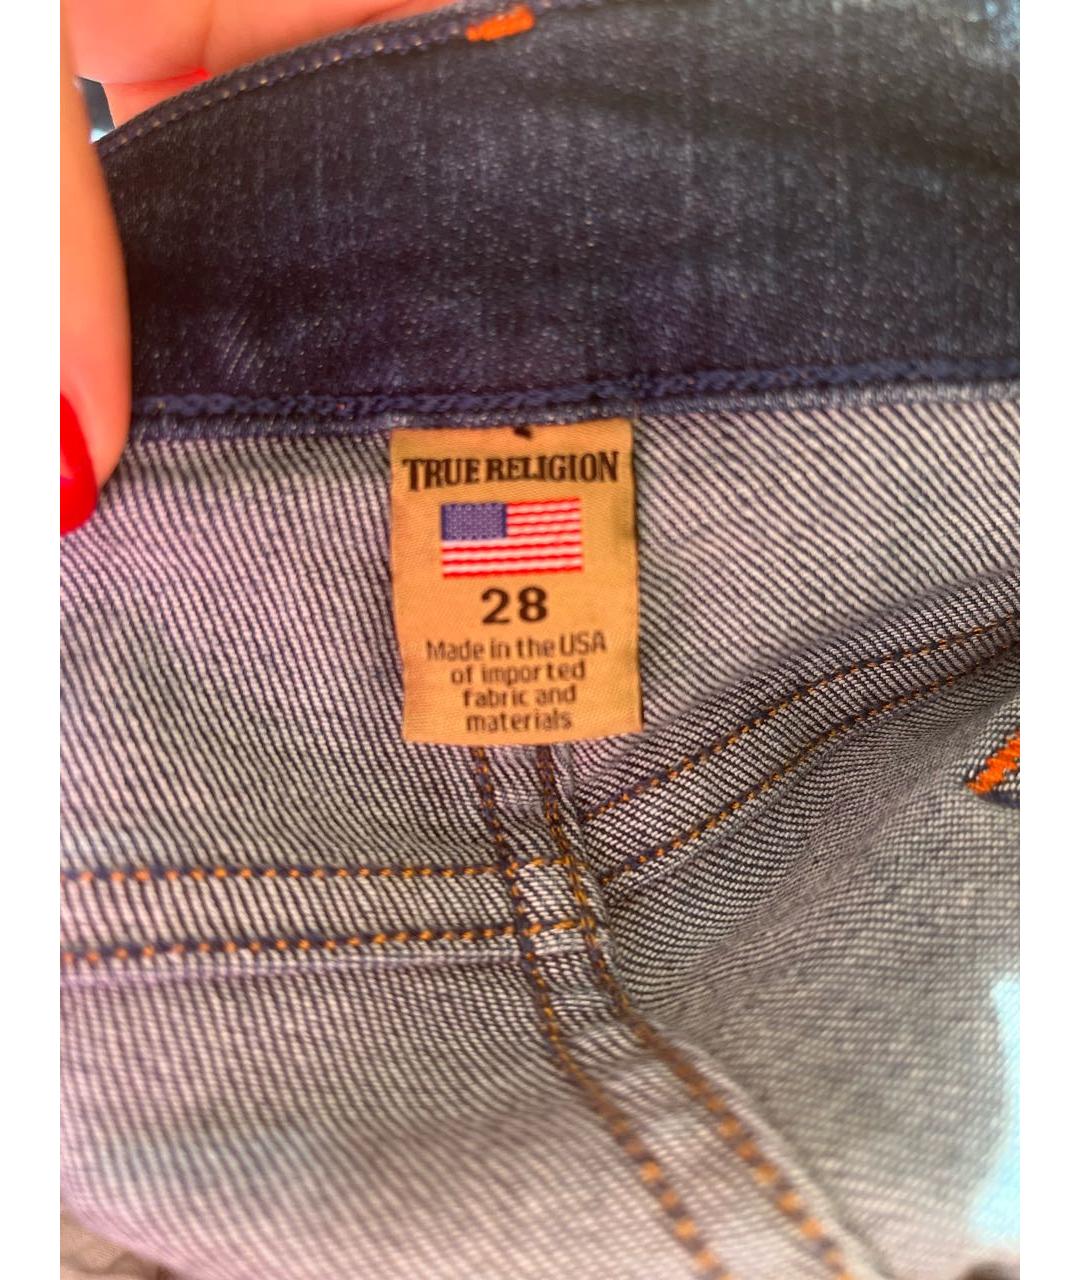 TRUE RELIGION
28
Made in the USA
of imported
fabric and
materials